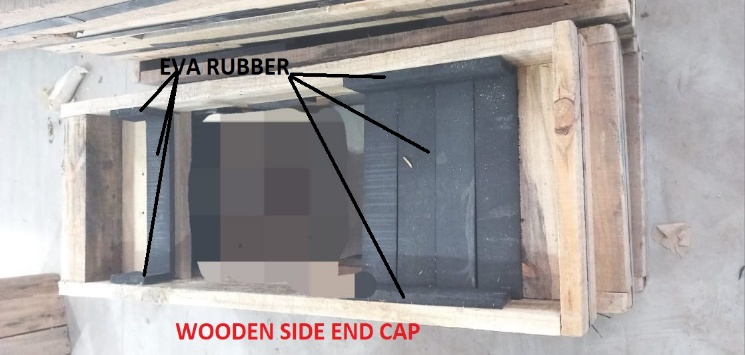 EVA RUBBER
WOODEN SIDE END CAP